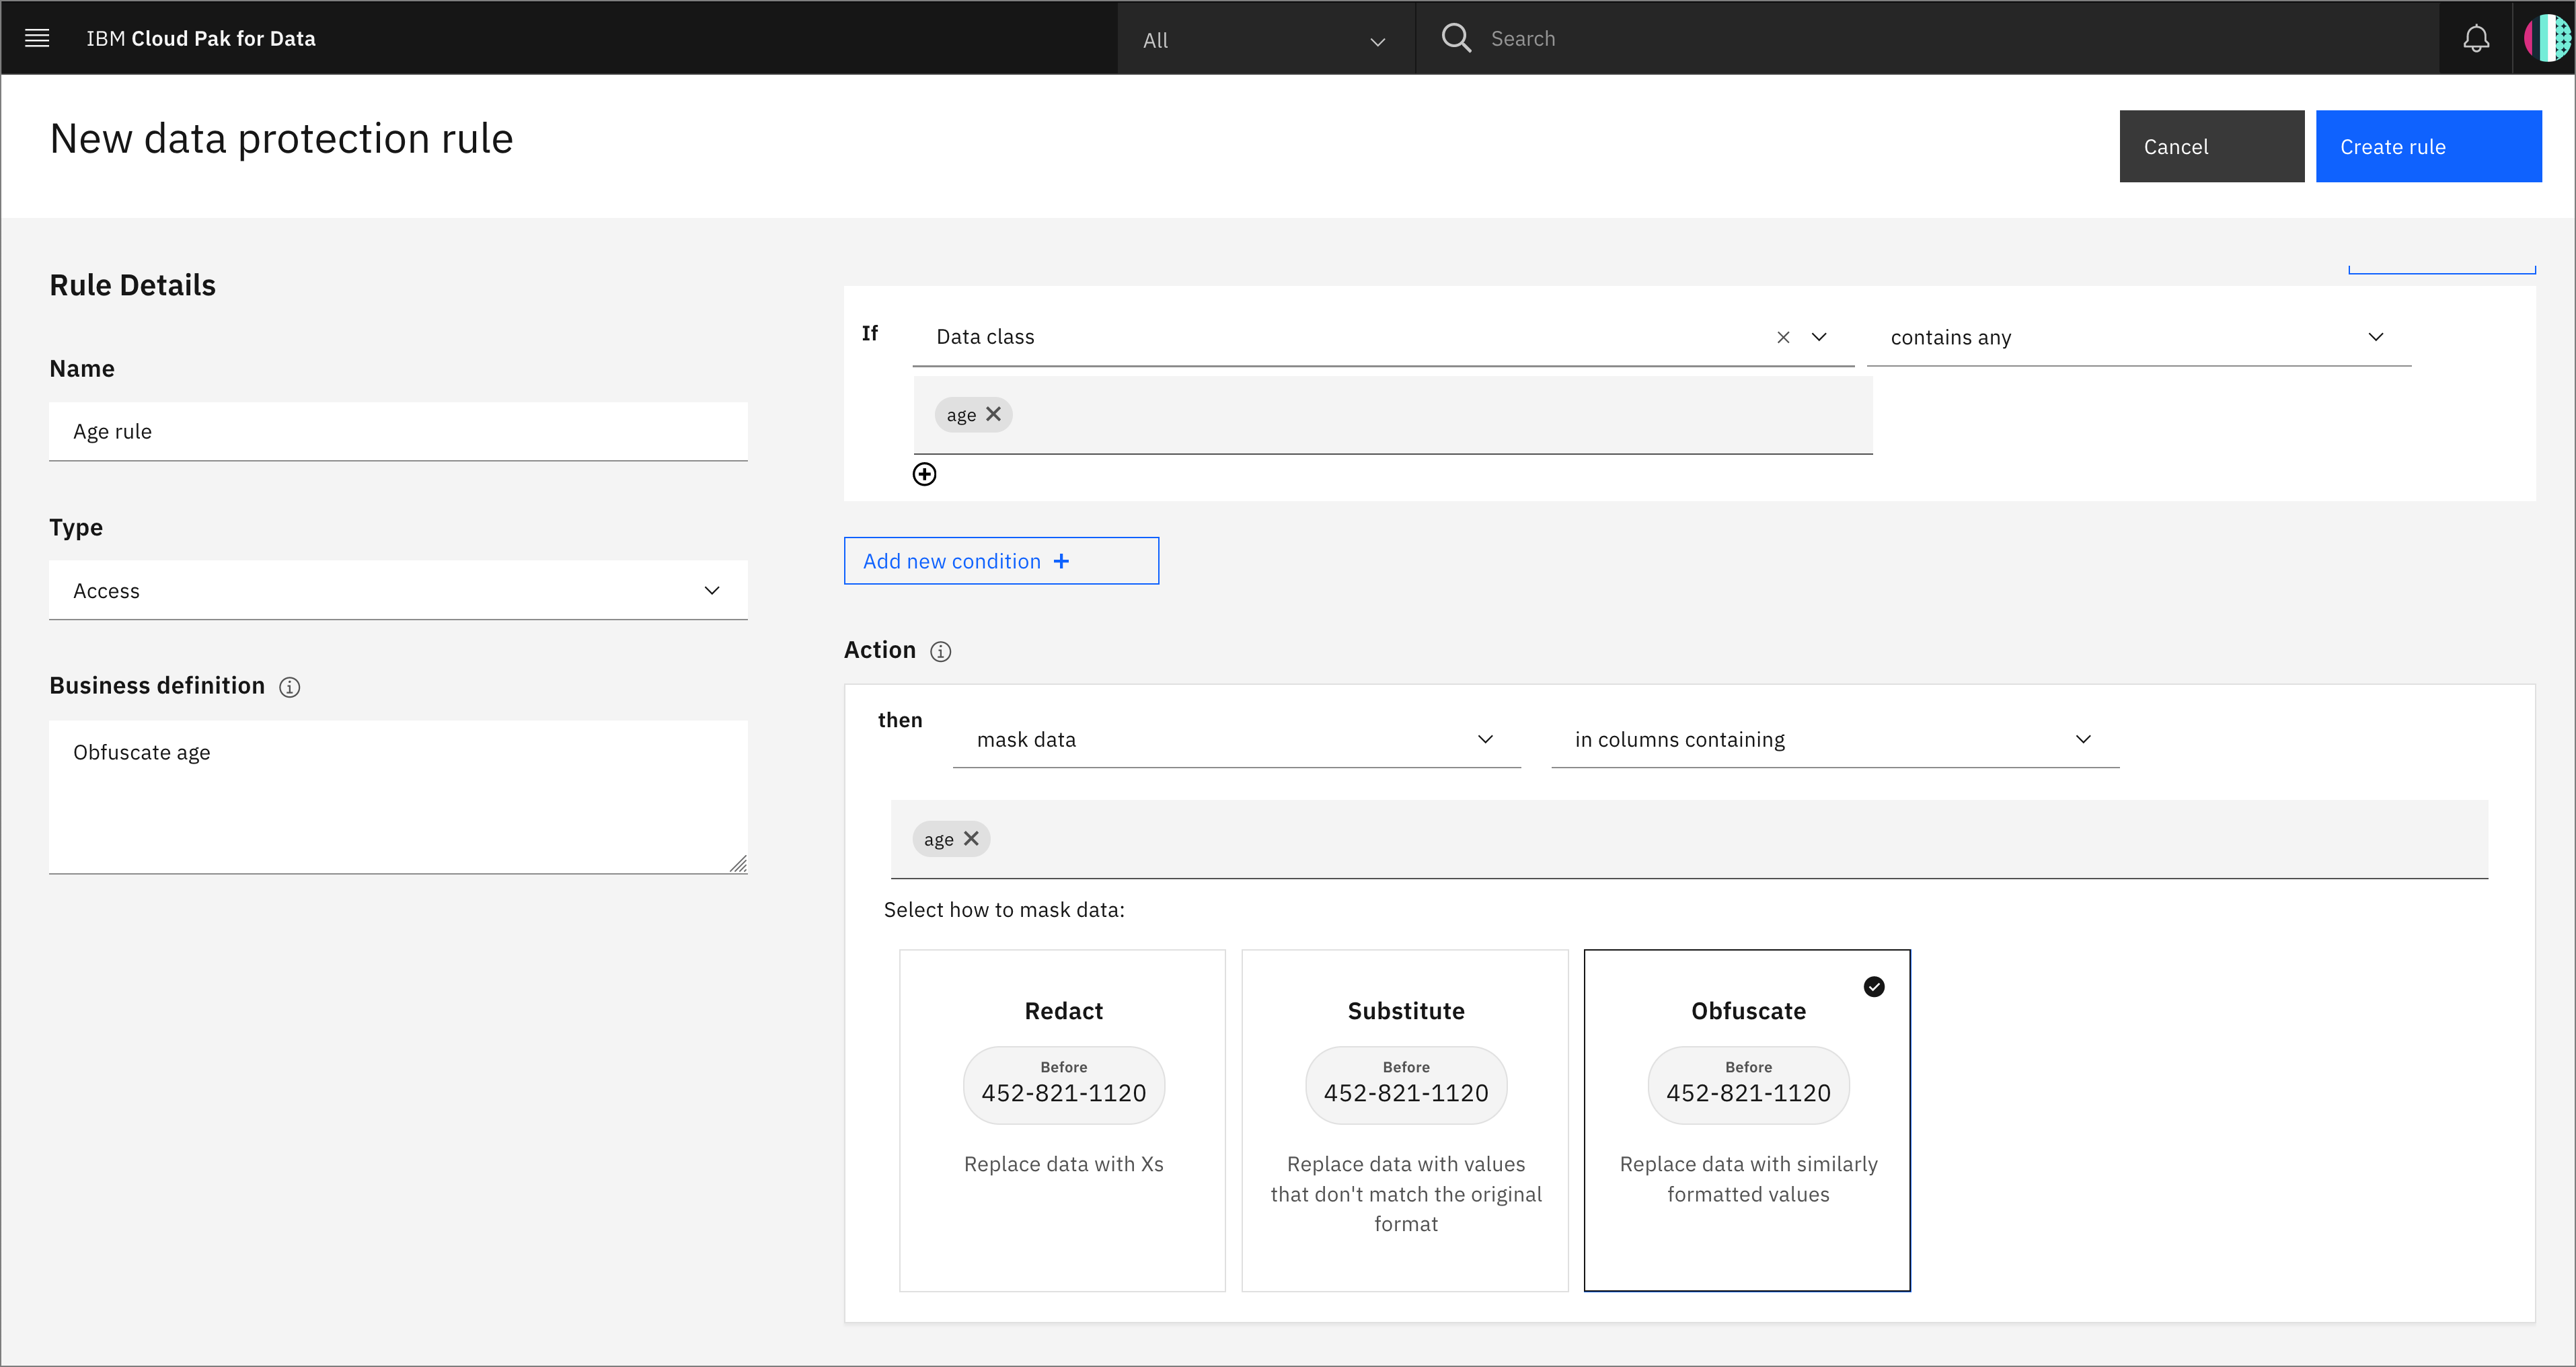 IBM Cloud Pak for Data
All
Search
New data protection rule
Cancel
Create rule
Rule Details
Name
Age rule
Type
Access
Business definition
Obfuscate age
If
Data class
contains any
age
Add new condition +
Action
then
mask data
in columns containing
age
Select how to mask data:
Redact
Before
452-821-1120
Replace data with Xs
Substitute
Before
452-821-1120
Replace data with values
that don't match the original
format
Obfuscate
Before
452-821-1120
Replace data with similarly
formatted values